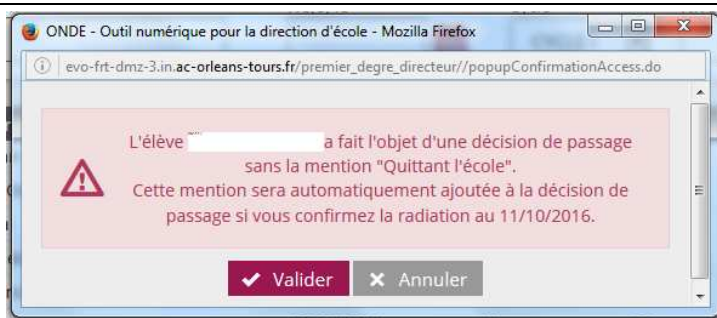 ONDE - Outil numérique pour la direction d'école - Mozilla Firefox
evo-frt-dmz-3.in.ac-orleans-tours.fr/premier_degre_directeur//popupConfirmationAccess.do
L'élève a fait l'objet d'une décision de passage
sans la mention "Quittant l'école".
Cette mention sera automatiquement ajoutée à la décision de
passage si vous confirmez la radiation au 11/10/2016.
Valider Annuler